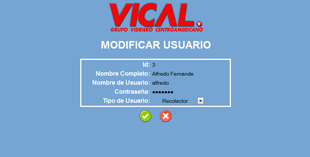 VICAL.
GRUPO VIDRIERO CENTROAMERICANO
MODIFICAR USUARIO
Id: 3
Nombre Completo: Alfredo Fernande
Nombre de Usuario: alfredo
Contraseña: ●●●●●●●
Tipo de Usuario: Recolector